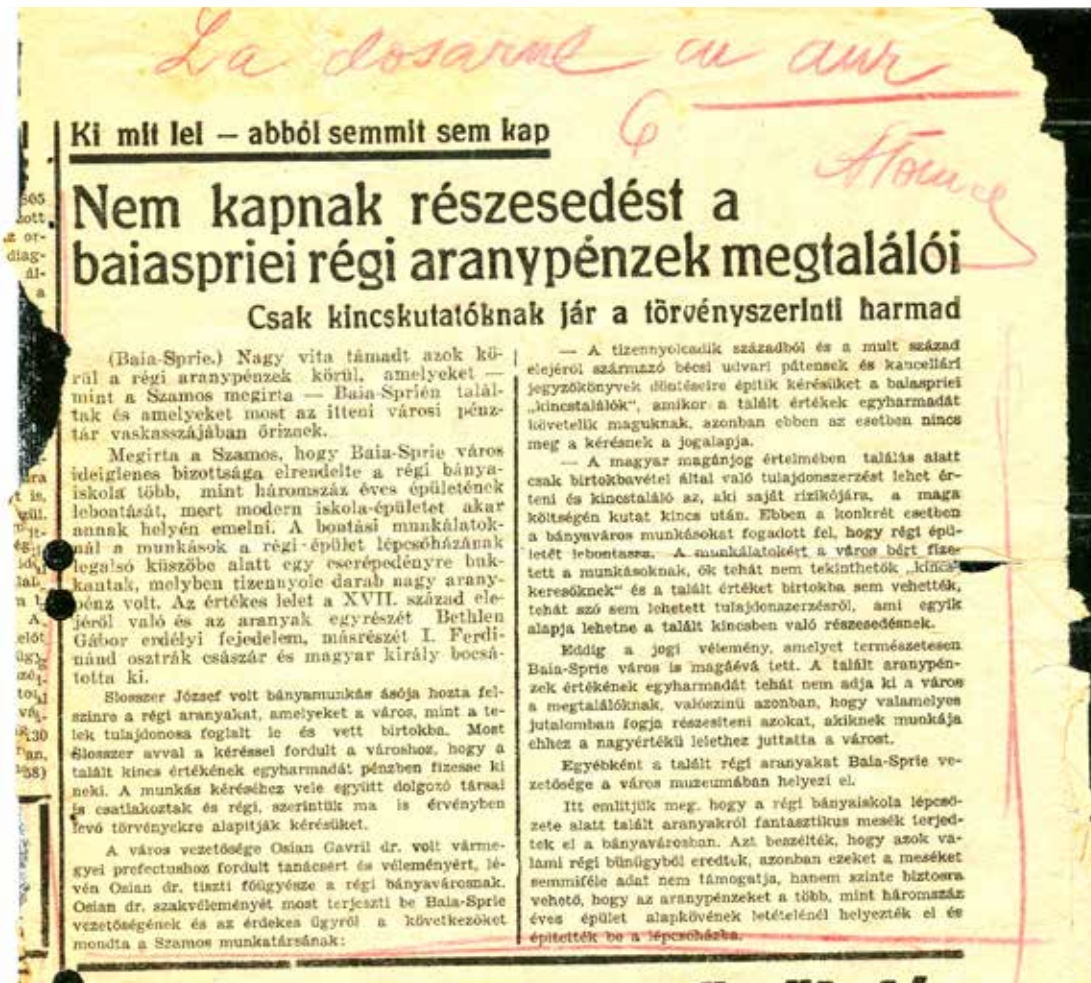 La dosarul cu aur
6
Ki mit lel — abból semmit sem kap
Nem kapnak részesedést a
baiaspriei régi aranypénzek megtalálói
Csak kincskutatóknak jár a törvényszerinti harmad
(Baia-Sprie.) Nagy vita támadt azok kö-
rül a régi aranypénzek körül, amelyeket —
mint a Szamos megirta — Baia-Sprién talál-
tak és amelyeket most az itteni városi pénz-
tár vaskasszájában őriznek.
Megirta a Szamos, hogy Baia-Sprie város
ideiglenes bizottsága elrendelte a régi bánya-
iskola több, mint háromszáz éves épületének
lebontását, mert modern iskola-épületet akar
annak helyén emelni. A bontási munkálatok-
nál a munkások a régi épület lépcsőházának
legalsó küszöbe alatt egy cserépedényre buk-
kantak, melyben tizennyolc darab nagy arany-
pénz volt. Az értékes lelet a XVII. század ele-
jéről való és az aranyak egyrészét Bethlen
Gábor erdélyi fejedelem, másrészét I. Ferdi-
nánd osztrák császár és magyar király bocsá-
totta ki.
Slosszer József volt bányamunkás ásója hozta fel-
szinre a régi aranyakat, amelyeket a város, mint a te-
lek tulajdonosa foglalt le és vett birtokba. Most
Slosszer avval a kéréssel fordult a városhoz, hogy a
talált kincs értékének egyharmadát pénzben fizesse ki
neki. A munkás kéréséhez vele együtt dolgozó társai
is csatlakoztak és régi, szerintük ma is érvényben
levő törvényekre alapitják kérésüket.
A város vezetősége Osian Gavril dr. volt várme-
gyei prefectushoz fordult tanácsért és véleményért, lé-
vén Osian dr. tiszti főügyésze a régi bányavárosnak.
Osian dr. szakvéleményét most terjeszti be Baia-Sprie
vezetőségének és az érdekes ügyről a következőket
mondta a Szamos munkatársának:
— A tizennyolcadik századból és a mult század
elejéről származó bécsi udvari pátensek és kancellári
jegyzőkönyvek döntéseire épitik kérésüket a baiaspriei
„kincstalálók“, amikor a talált értékek egyharmadát
követelik maguknak, azonban ebben az esetben nincs
meg a kérésnek a jogalapja.
— A magyar magánjog értelmében találás alatt
csak birtokbavétel által való tulajdonszerzést lehet ér-
teni és kincstaláló az, aki saját rizikójára, a maga
költségén kutat kincs után. Ebben a konkrét esetben
a bányaváros munkásokat fogadott fel, hogy régi épü-
letét lebontassa. A munkálatokért a város bért fize-
tett a munkásoknak, ők tehát nem tekinthetők „kincs-
keresőknek“ és a talált értéket birtokba sem vehették,
tehát szó sem lehetett tulajdonszerzésről, ami egyik
alapja lehetne a talált kincsben való részesedésnek.
Eddig a jogi vélemény, amelyet természetesen
Baia-Sprie város is magáévá tett. A talált aranypén-
zek értékének egyharmadát tehát nem adja ki a város
a megtalálóknak, valószinü azonban, hogy valamelyes
jutalomban fogja részesiteni azokat, akiknek munkája
ehhez a nagyértékü lelethez juttatta a várost.
Egyébként a talált régi aranyakat Baia-Sprie ve-
zetősége a város muzeumában helyezi el.
Itt emlitjük meg, hogy a régi bányaiskola lépcső-
zete alatt talált aranyakról fantasztikus mesék terjed-
tek el a bányavárosban. Azt beszélték, hogy azok va-
lami régi bünügyből eredtek, azonban ezeket a meséket
semmiféle adat nem támogatja, hanem szinte biztosra
vehető, hogy az aranypénzeket a több, mint háromszáz
éves épület alapkövének letételénél helyezték el és
épitették be a lépcsőházba.